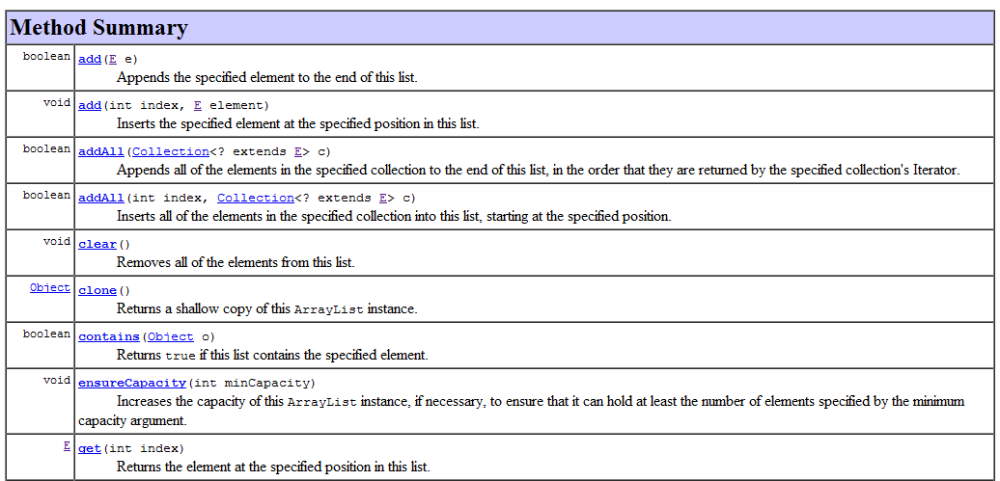 Method Summary
boolean add(E e)
Appends the specified element to the end of this list.
void add(int index, E element)
Inserts the specified element at the specified position in this list.
boolean addAll(Collection<? extends E> c)
Appends all of the elements in the specified collection to the end of this list, in the order that they are returned by the specified collection's Iterator.
boolean addAll(int index, Collection<? extends E> c)
Inserts all of the elements in the specified collection into this list, starting at the specified position.
void clear()
Removes all of the elements from this list.
Object clone()
Returns a shallow copy of this ArrayList instance.
boolean contains(Object o)
Returns true if this list contains the specified element.
void ensureCapacity(int minCapacity)
Increases the capacity of this ArrayList instance, if necessary, to ensure that it can hold at least the number of elements specified by the minimum
capacity argument.
E get(int index)
Returns the element at the specified position in this list.